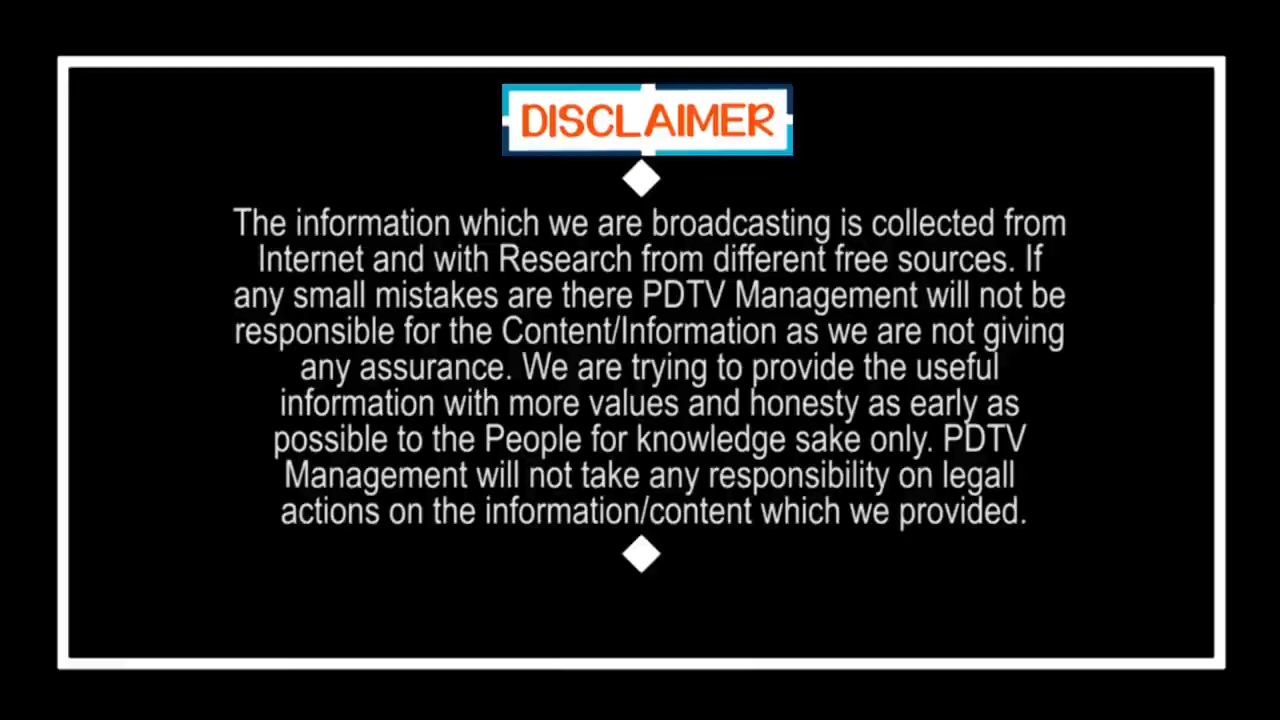 DISCLAIMER
The information which we are broadcasting is collected from
Internet and with Research from different free sources. If
any small mistakes are there PDTV Management will not be
responsible for the Content/Information as we are not giving
any assurance. We are trying to provide the useful
information with more values and honesty as early as
possible to the People for knowledge sake only. PDTV
Management will not take any responsibility on legall
actions on the information/content which we provided.